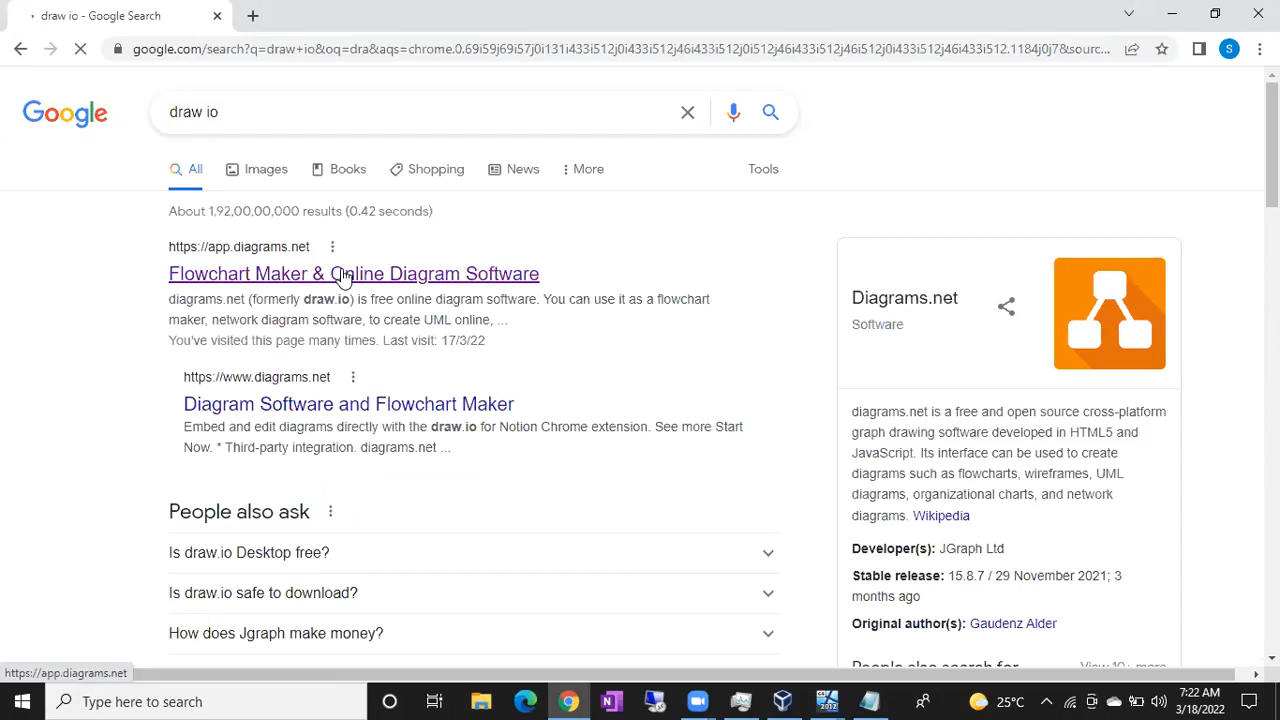 draw io - Google Search
google.com/search?q=draw+io&oq=dra&aqs=chrome.0.69i59j69i57j0i131i433i512j0i512j46i433i512j0i512j46i433i512j46i433i512j46i433i512.1184j0j7&sourc...
S
Google
draw io
All
Images
Books
Shopping
News
More
Tools
About 1,92,00,00,000 results (0.42 seconds)
https://app.diagrams.net
Flowchart Maker & Online Diagram Software
diagrams.net (formerly draw.io) is free online diagram software. You can use it as a flowchart
maker, network diagram software, to create UML online, ...
You've visited this page many times. Last visit: 17/3/22
https://www.diagrams.net
Diagram Software and Flowchart Maker
Embed and edit diagrams directly with the draw.io for Notion Chrome extension. See more Start
Now. * Third-party integration. diagrams.net ...
People also ask
Is draw.io Desktop free?
Is draw.io safe to download?
How does Jgraph make money?
Diagrams.net
Software
diagrams.net is a free and open source cross-platform
graph drawing software developed in HTML5 and
JavaScript. Its interface can be used to create
diagrams such as flowcharts, wireframes, UML
diagrams, organizational charts, and network
diagrams. Wikipedia
Developer(s): JGraph Ltd
Stable release: 15.8.7 / 29 November 2021; 3
months ago
Original author(s): Gaudenz Alder
People also search for
View 10+ more
https://app.diagrams.net
Type here to search
25°C
7:22 AM
3/18/2022